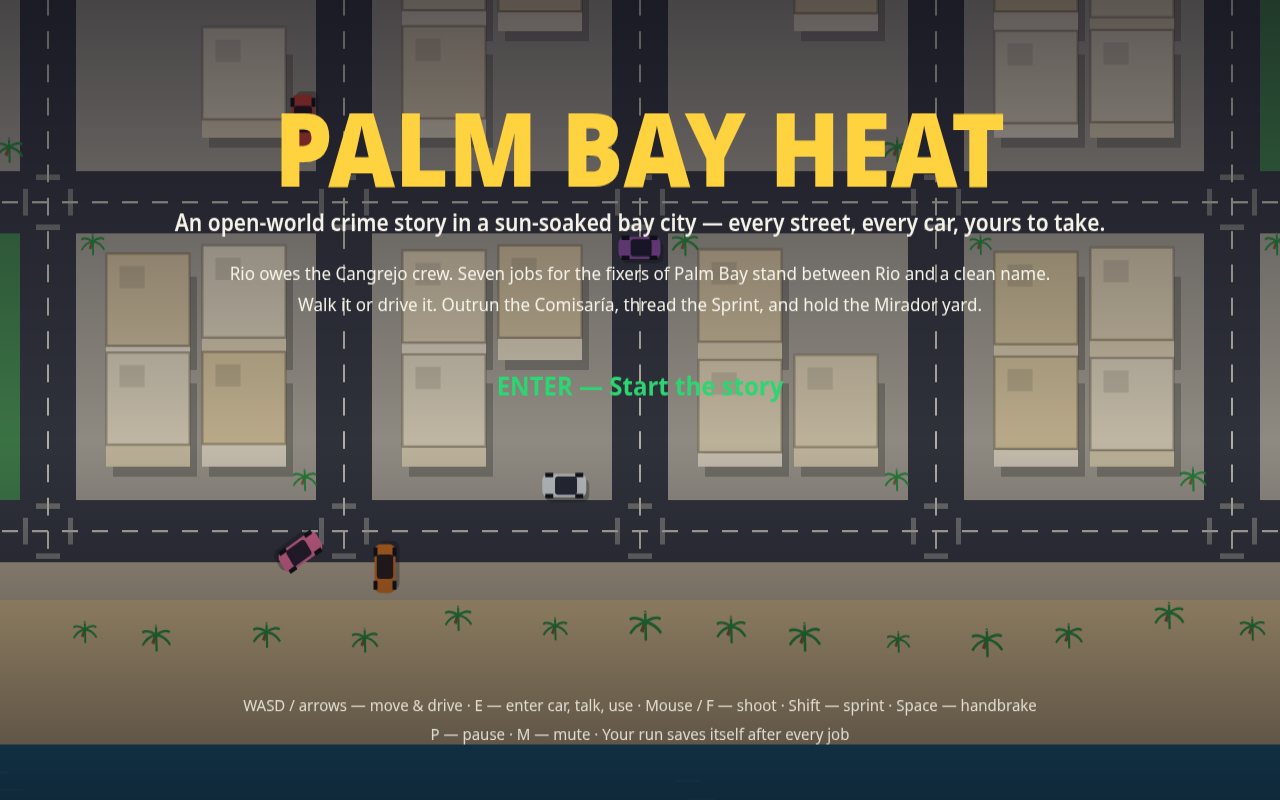 PALM BAY HEAT
An open-world crime story in a sun-soaked bay city — every street, every car, yours to take.
Rio owes the Cangrejo crew. Seven jobs for the fixers of Palm Bay stand between Rio and a clean name.
Walk it or drive it. Outrun the Comisaría, thread the Sprint, and hold the Mirador yard.
ENTER — Start the story
WASD / arrows — move & drive · E — enter car, talk, use · Mouse / F — shoot · Shift — sprint · Space — handbrake
P — pause · M — mute · Your run saves itself after every job